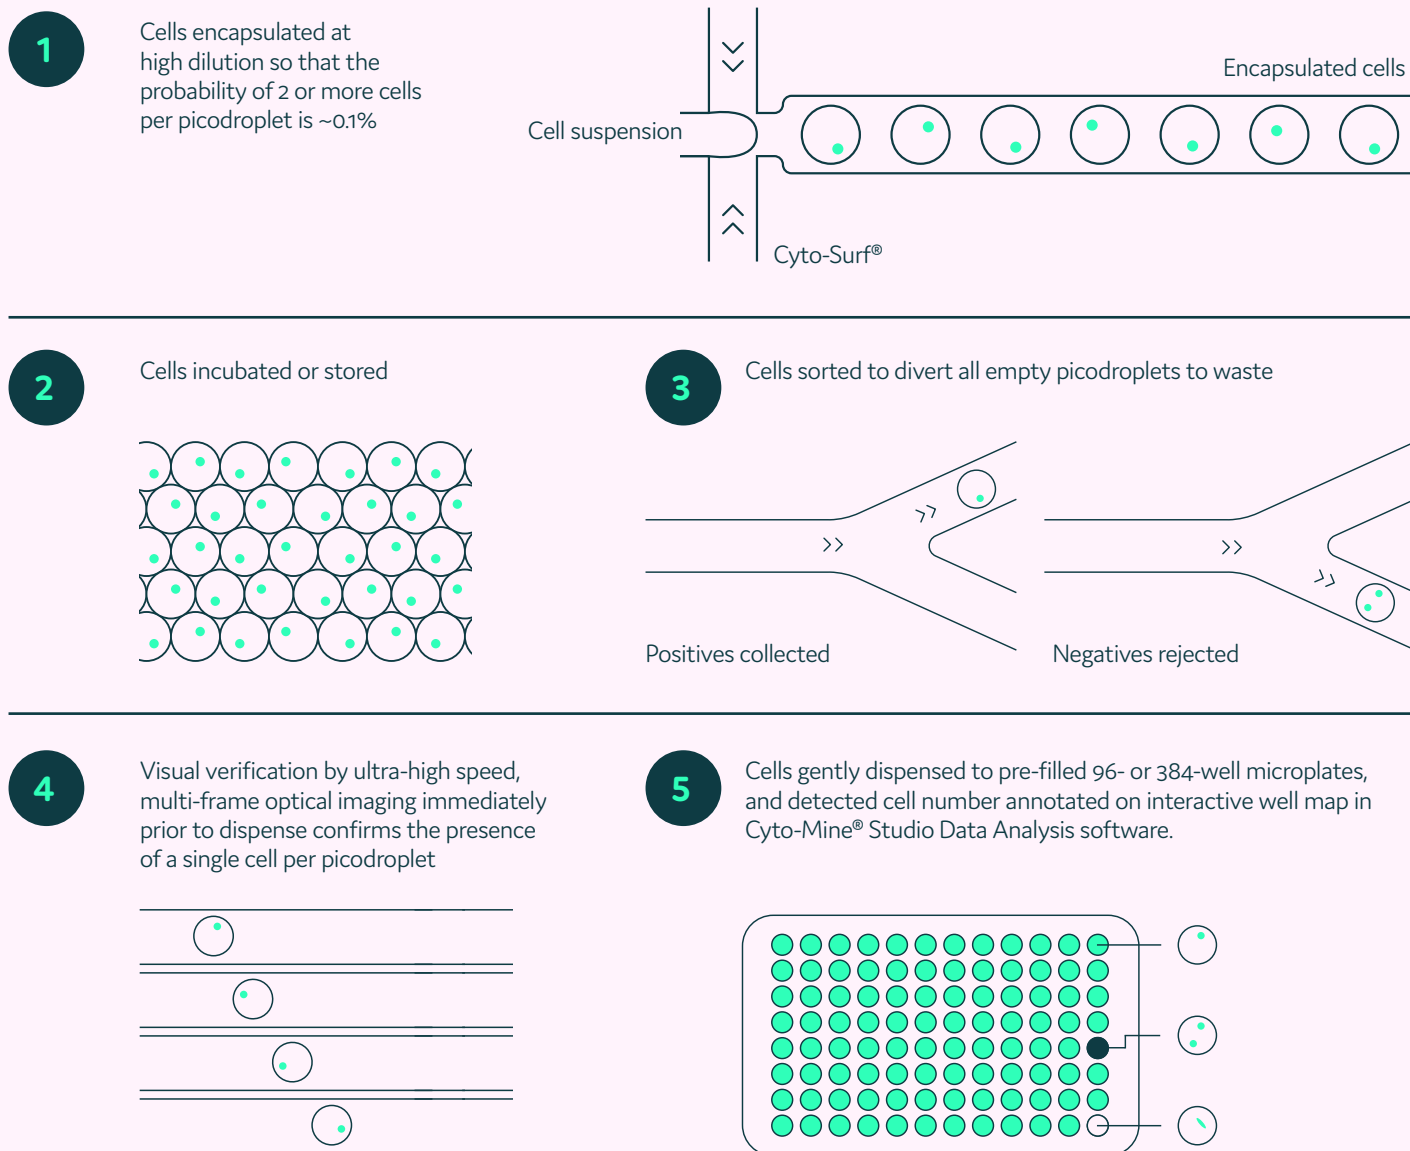 1
Cells encapsulated at
high dilution so that the
probability of 2 or more cells
per picodroplet is ~0.1%
Cell suspension
Encapsulated cells
Cyto-Surf®
2
Cells incubated or stored
3
Cells sorted to divert all empty picodroplets to waste
Positives collected
Negatives rejected
4
Visual verification by ultra-high speed,
multi-frame optical imaging immediately
prior to dispense confirms the presence
of a single cell per picodroplet
5
Cells gently dispensed to pre-filled 96- or 384-well microplates,
and detected cell number annotated on interactive well map in
Cyto-Mine® Studio Data Analysis software.